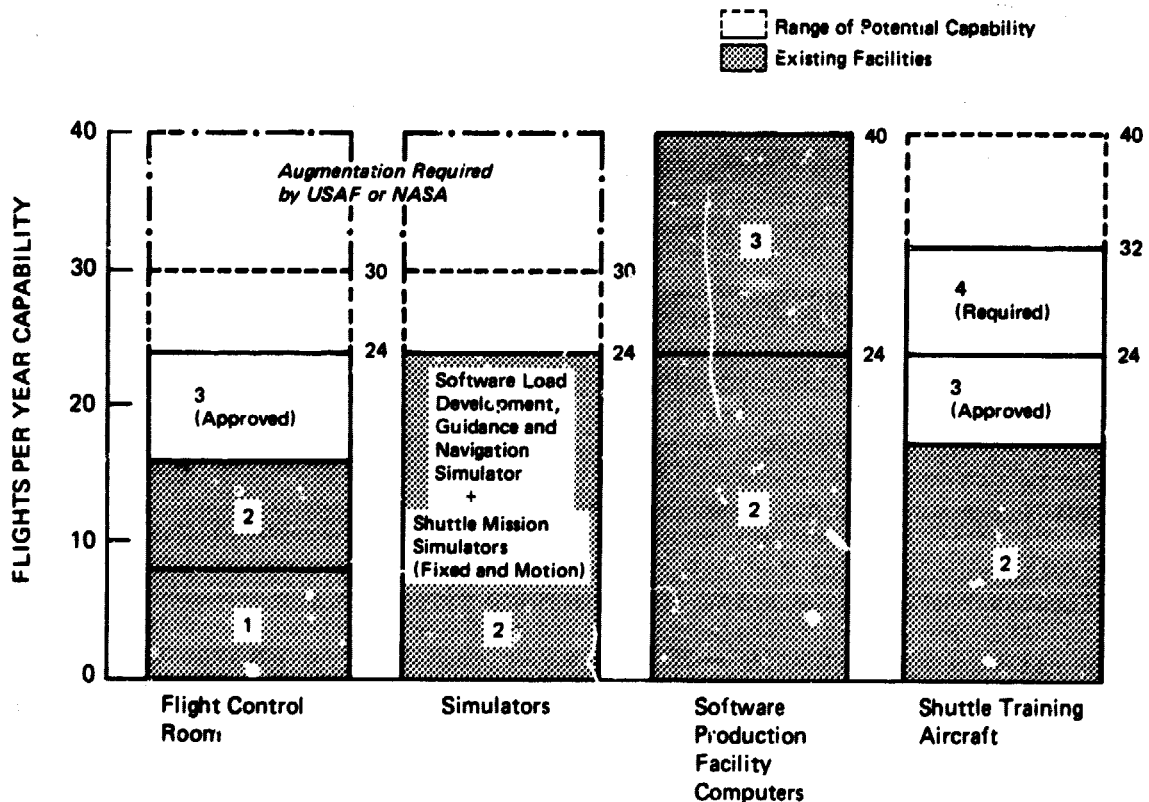 Range of Potential Capability
Existing Facilities
FLIGHTS PER YEAR CAPABILITY
40
30
20
10
0
Augmentation Required
by USAF or NASA
30
24
3
(Approved)
2
1
Flight Control
Room
30
24
Software Load
Development,
Guidance and
Navigation
Simulator
+
Shuttle Mission
Simulators
(Fixed and Motion)
2
Simulators
40
3
24
2
Software
Production
Facility
Computers
40
32
4
(Required)
24
3
(Approved)
2
Shuttle Training
Aircraft